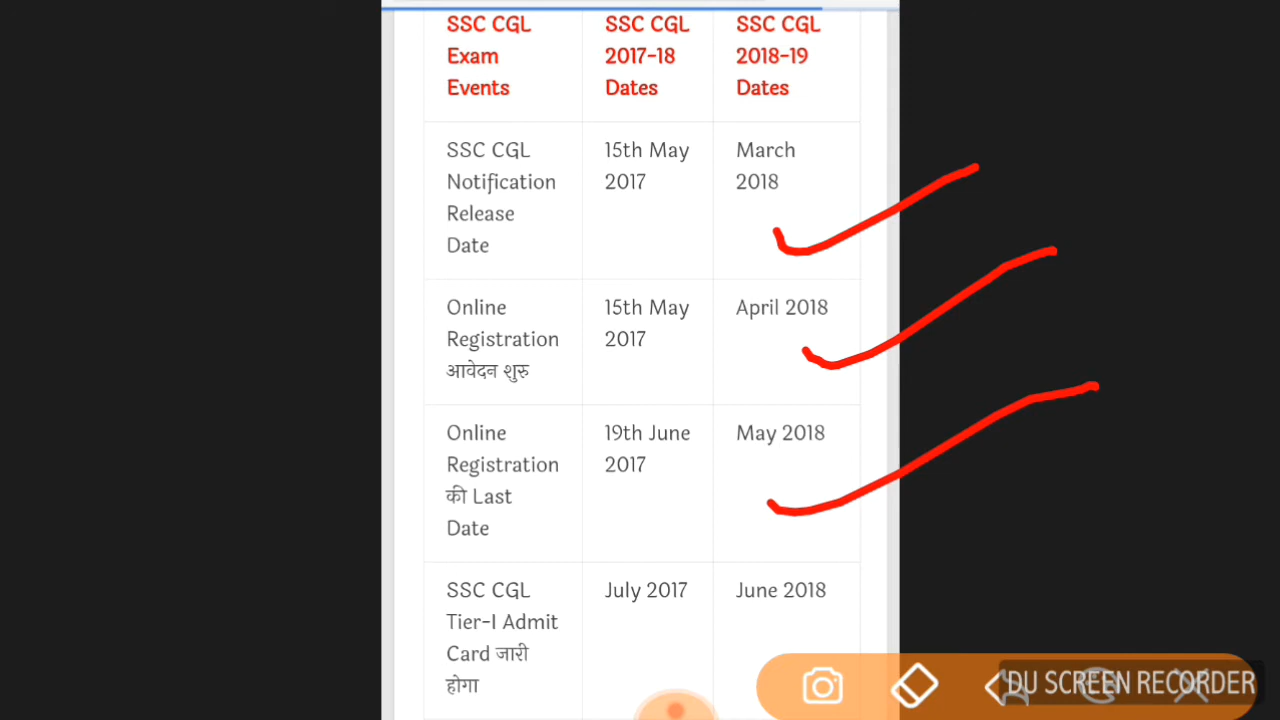 SSC CGL
Exam
Events
SSC CGL
2017-18
Dates
SSC CGL
2018-19
Dates
SSC CGL
Notification
Release
Date
15th May
2017
March
2018
Online
Registration
आवेदन शुरु
15th May
2017
April 2018
Online
Registration
की Last
Date
19th June
2017
May 2018
SSC CGL
Tier-I Admit
Card जारी
होगा
July 2017
June 2018
DU SCREEN RECORDER